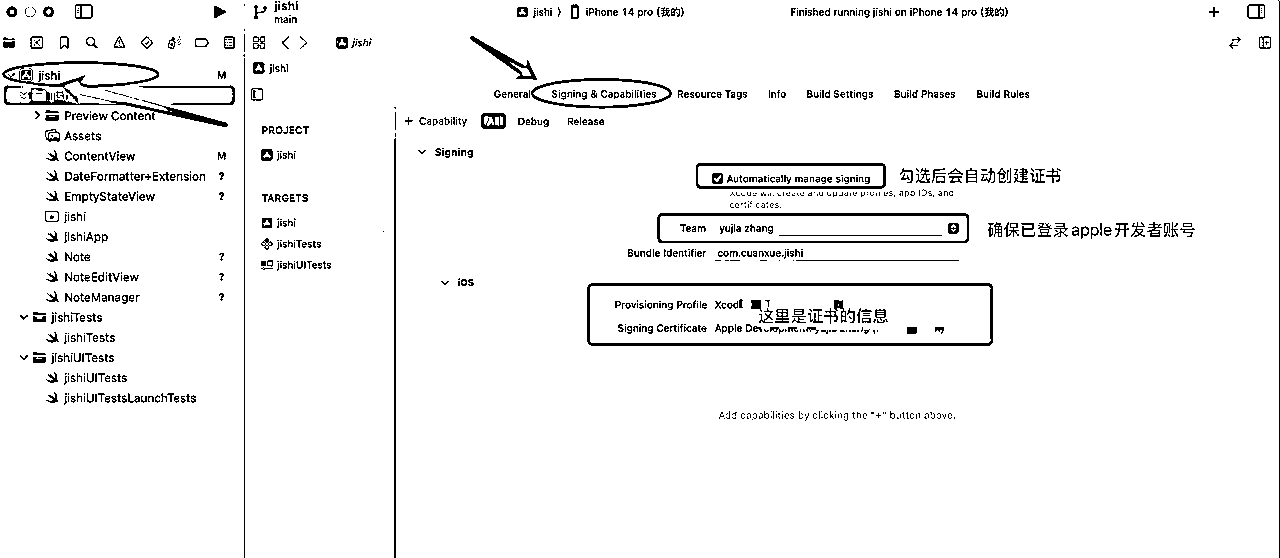 jishi
main
jishi
iPhone 14 pro (我的)
Finished running jishi on iPhone 14 pro (我的)
jishi
jishi
M
jishi
General
Signing & Capabilities
Resource Tags
Info
Build Settings
Build Phases
Build Rules
Preview Content
Assets
ContentView
M
DateFormatter+Extension
?
EmptyStateView
?
jishi
jishiApp
Note
?
NoteEditView
?
NoteManager
?
jishiTests
jishiTests
jishiUITests
jishiUITests
jishiUITestsLaunchTests
PROJECT
jishi
TARGETS
jishi
jishiTests
jishiUITests
+ Capability
All
Debug
Release
Signing
Automatically manage signing
勾选后会自动创建证书
Xcode will create and update profiles, app IDs, and
certificates.
Team
yujia zhang
确保已登录apple开发者账号
Bundle Identifier
com.cuanxue.jishi
iOS
Provisioning Profile
这里是证书的信息
Signing Certificate
Apple
Add capabilities by clicking the "+" button above.